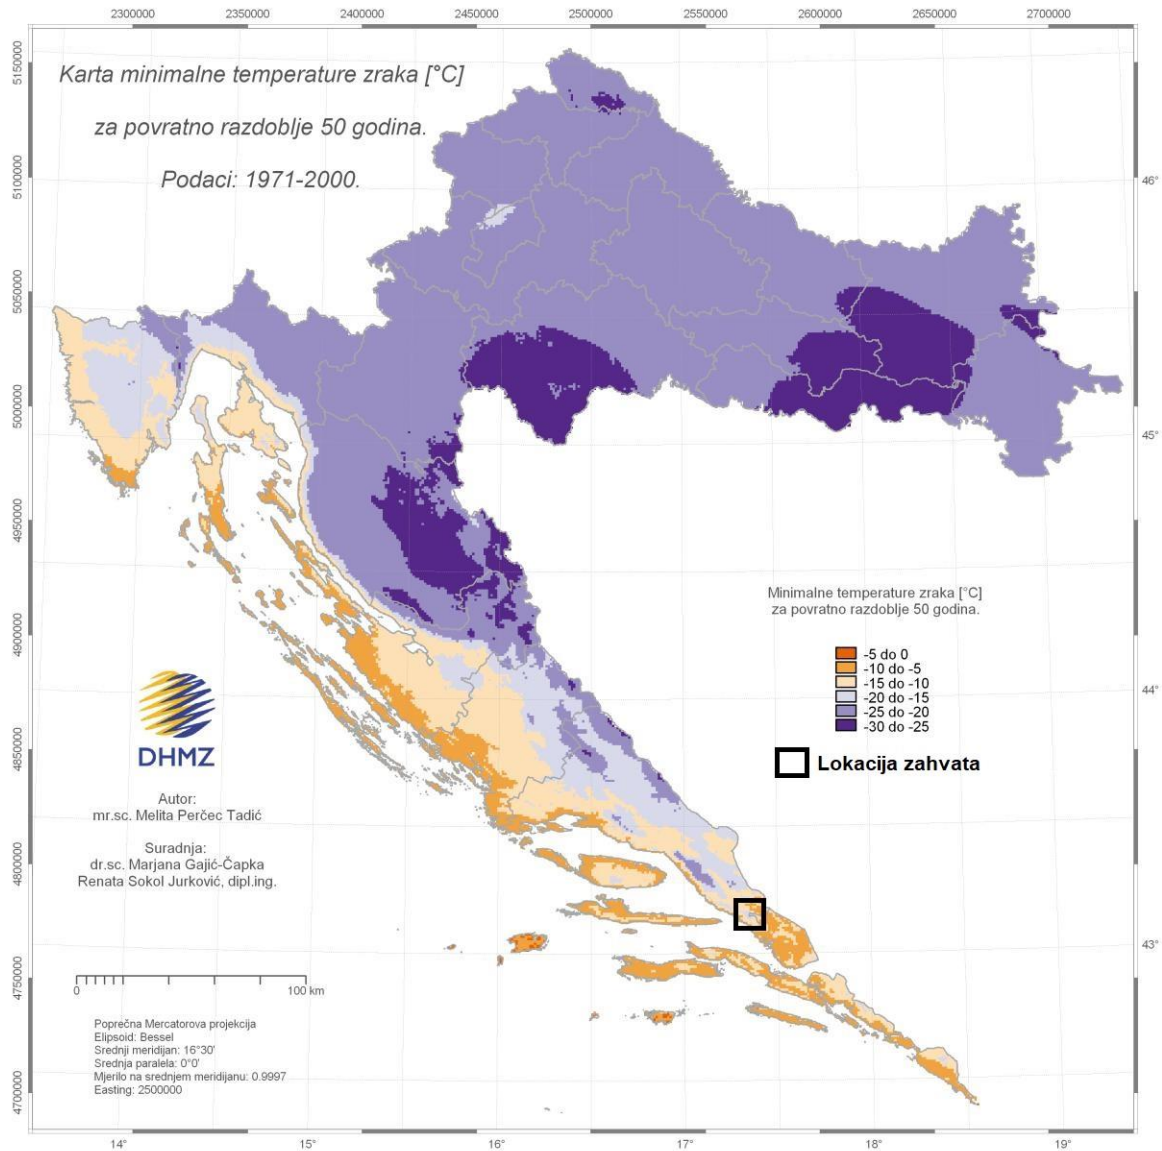 2300000 2350000 2400000 2450000 2500000 2550000 2600000 2650000 2700000
Karta minimalne temperature zraka [°C]
za povratno razdoblje 50 godina.
Podaci: 1971-2000.
5150000
5100000
5050000
5000000
4950000
4900000
4850000
4800000
4750000
4700000
46°
45°
44°
43°
Minimalne temperature zraka [°C]
za povratno razdoblje 50 godina.
-5 do 0
-10 do -5
-15 do -10
-20 do -15
-25 do -20
-30 do -25
Lokacija zahvata
DHMZ
Autor:
mr.sc. Melita Perčec Tadić
Suradnja:
dr.sc. Marjana Gajić-Čapka
Renata Sokol Jurković, dipl.ing.
0 100 km
Poprečna Mercatorova projekcija
Elipsoid: Bessel
Srednji meridijan: 16°30'
Srednja paralela: 0°0'
Mjerilo na srednjem meridijanu: 0.9997
Easting: 2500000
14° 15° 16° 17° 18° 19°